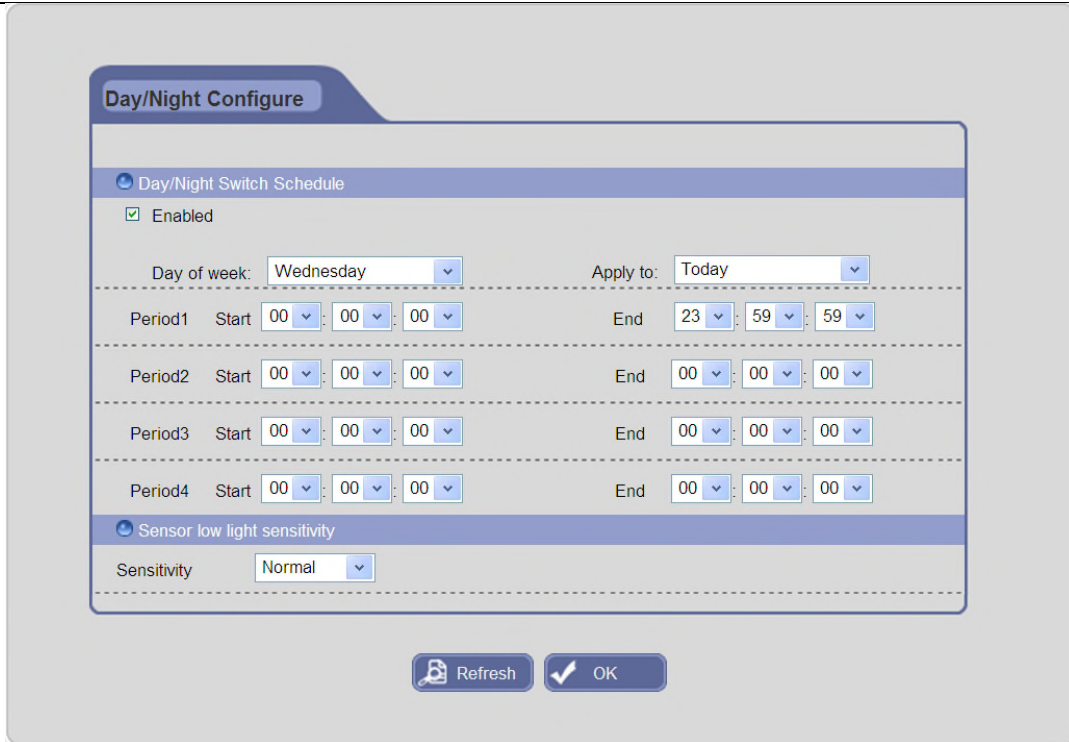 Day/Night Configure
Day/Night Switch Schedule
Enabled
Day of week: Wednesday Apply to: Today
Period1 Start 00 : 00 : 00 End 23 : 59 : 59
Period2 Start 00 : 00 : 00 End 00 : 00 : 00
Period3 Start 00 : 00 : 00 End 00 : 00 : 00
Period4 Start 00 : 00 : 00 End 00 : 00 : 00
Sensor low light sensitivity
Sensitivity Normal
Refresh OK